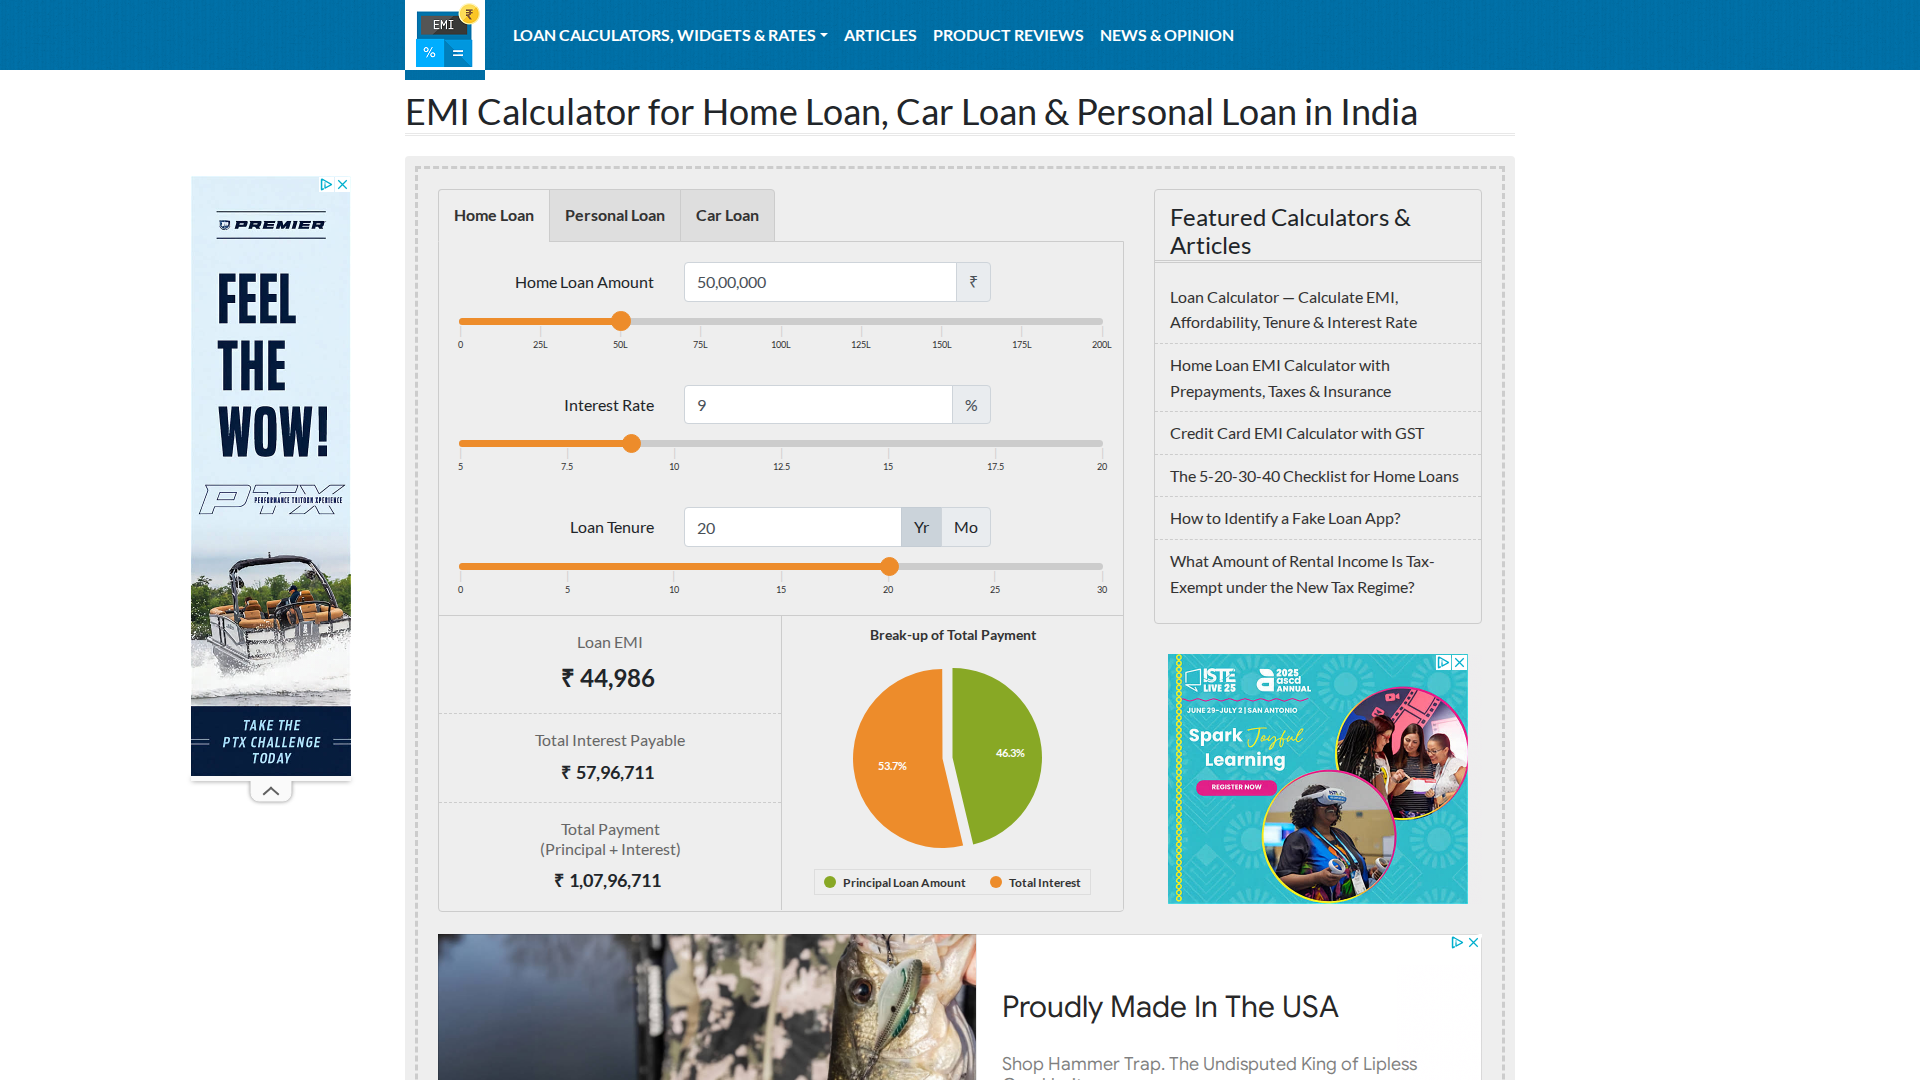 EMI ₹
% =
LOAN CALCULATORS, WIDGETS & RATES
ARTICLES
PRODUCT REVIEWS
NEWS & OPINION
EMI Calculator for Home Loan, Car Loan & Personal Loan in India
PREMIER
FEEL
THE
WOW!
PTX
PERFORMANCE TRITOON XPERIENCE
TAKE THE
PTX CHALLENGE
TODAY
Home Loan
Personal Loan
Car Loan
Home Loan Amount
50,00,000
₹
0 25L 50L 75L 100L 125L 150L 175L 200L
Interest Rate
9
%
5 7.5 10 12.5 15 17.5 20
Loan Tenure
20
Yr
Mo
0 5 10 15 20 25 30
Loan EMI
₹ 44,986
Total Interest Payable
₹ 57,96,711
Total Payment
(Principal + Interest)
₹ 1,07,96,711
Break-up of Total Payment
53.7%
46.3%
Principal Loan Amount
Total Interest
Featured Calculators &
Articles
Loan Calculator — Calculate EMI,
Affordability, Tenure & Interest Rate
Home Loan EMI Calculator with
Prepayments, Taxes & Insurance
Credit Card EMI Calculator with GST
The 5-20-30-40 Checklist for Home Loans
How to Identify a Fake Loan App?
What Amount of Rental Income Is Tax-
Exempt under the New Tax Regime?
ISTE
LIVE 25
2025
ascd
ANNUAL
JUNE 29-JULY 2 | SAN ANTONIO
Spark Joyful
Learning
REGISTER NOW
Proudly Made In The USA
Shop Hammer Trap. The Undisputed King of Lipless